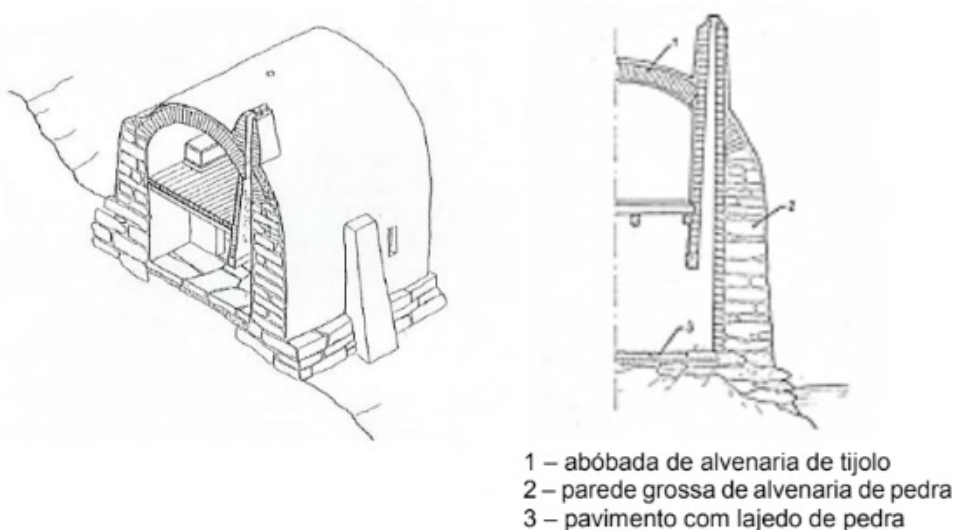 1
2
3
1 – abóbada de alvenaria de tijolo
2 – parede grossa de alvenaria de pedra
3 – pavimento com lajedo de pedra